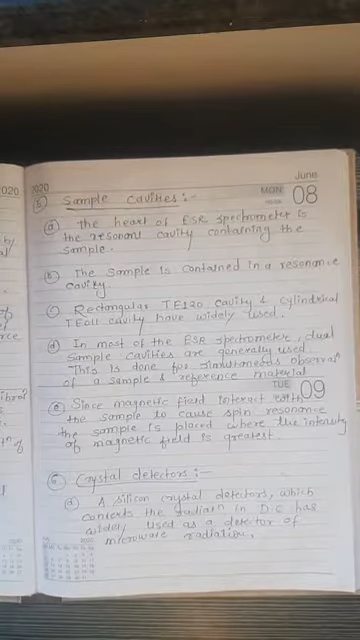 020
2020
June
MON
08
⑤ Sample cavities :-
ⓐ The heart of ESR spectrometer is
the resonant cavity containing the
sample.
ⓑ The sample is contained in a resonance
cavity.
ⓒ Rectangular TE120 cavity & cylindrical
TE011 cavity have widely used.
ⓓ In most of the ESR spectrometer, dual
sample cavities are generally used.
This is done for simultaneous observatn
of a sample & reference material
TUE
09
ⓔ Since magnetic field interact with
the sample to cause spin resonance
the sample is placed where the intensity
of magnetic field is greatest.
⑥ Crystal detectors :-
ⓐ A silicon crystal detectors, which
converts the radian in D.C has
widely used as a detector of
microwave radiation.